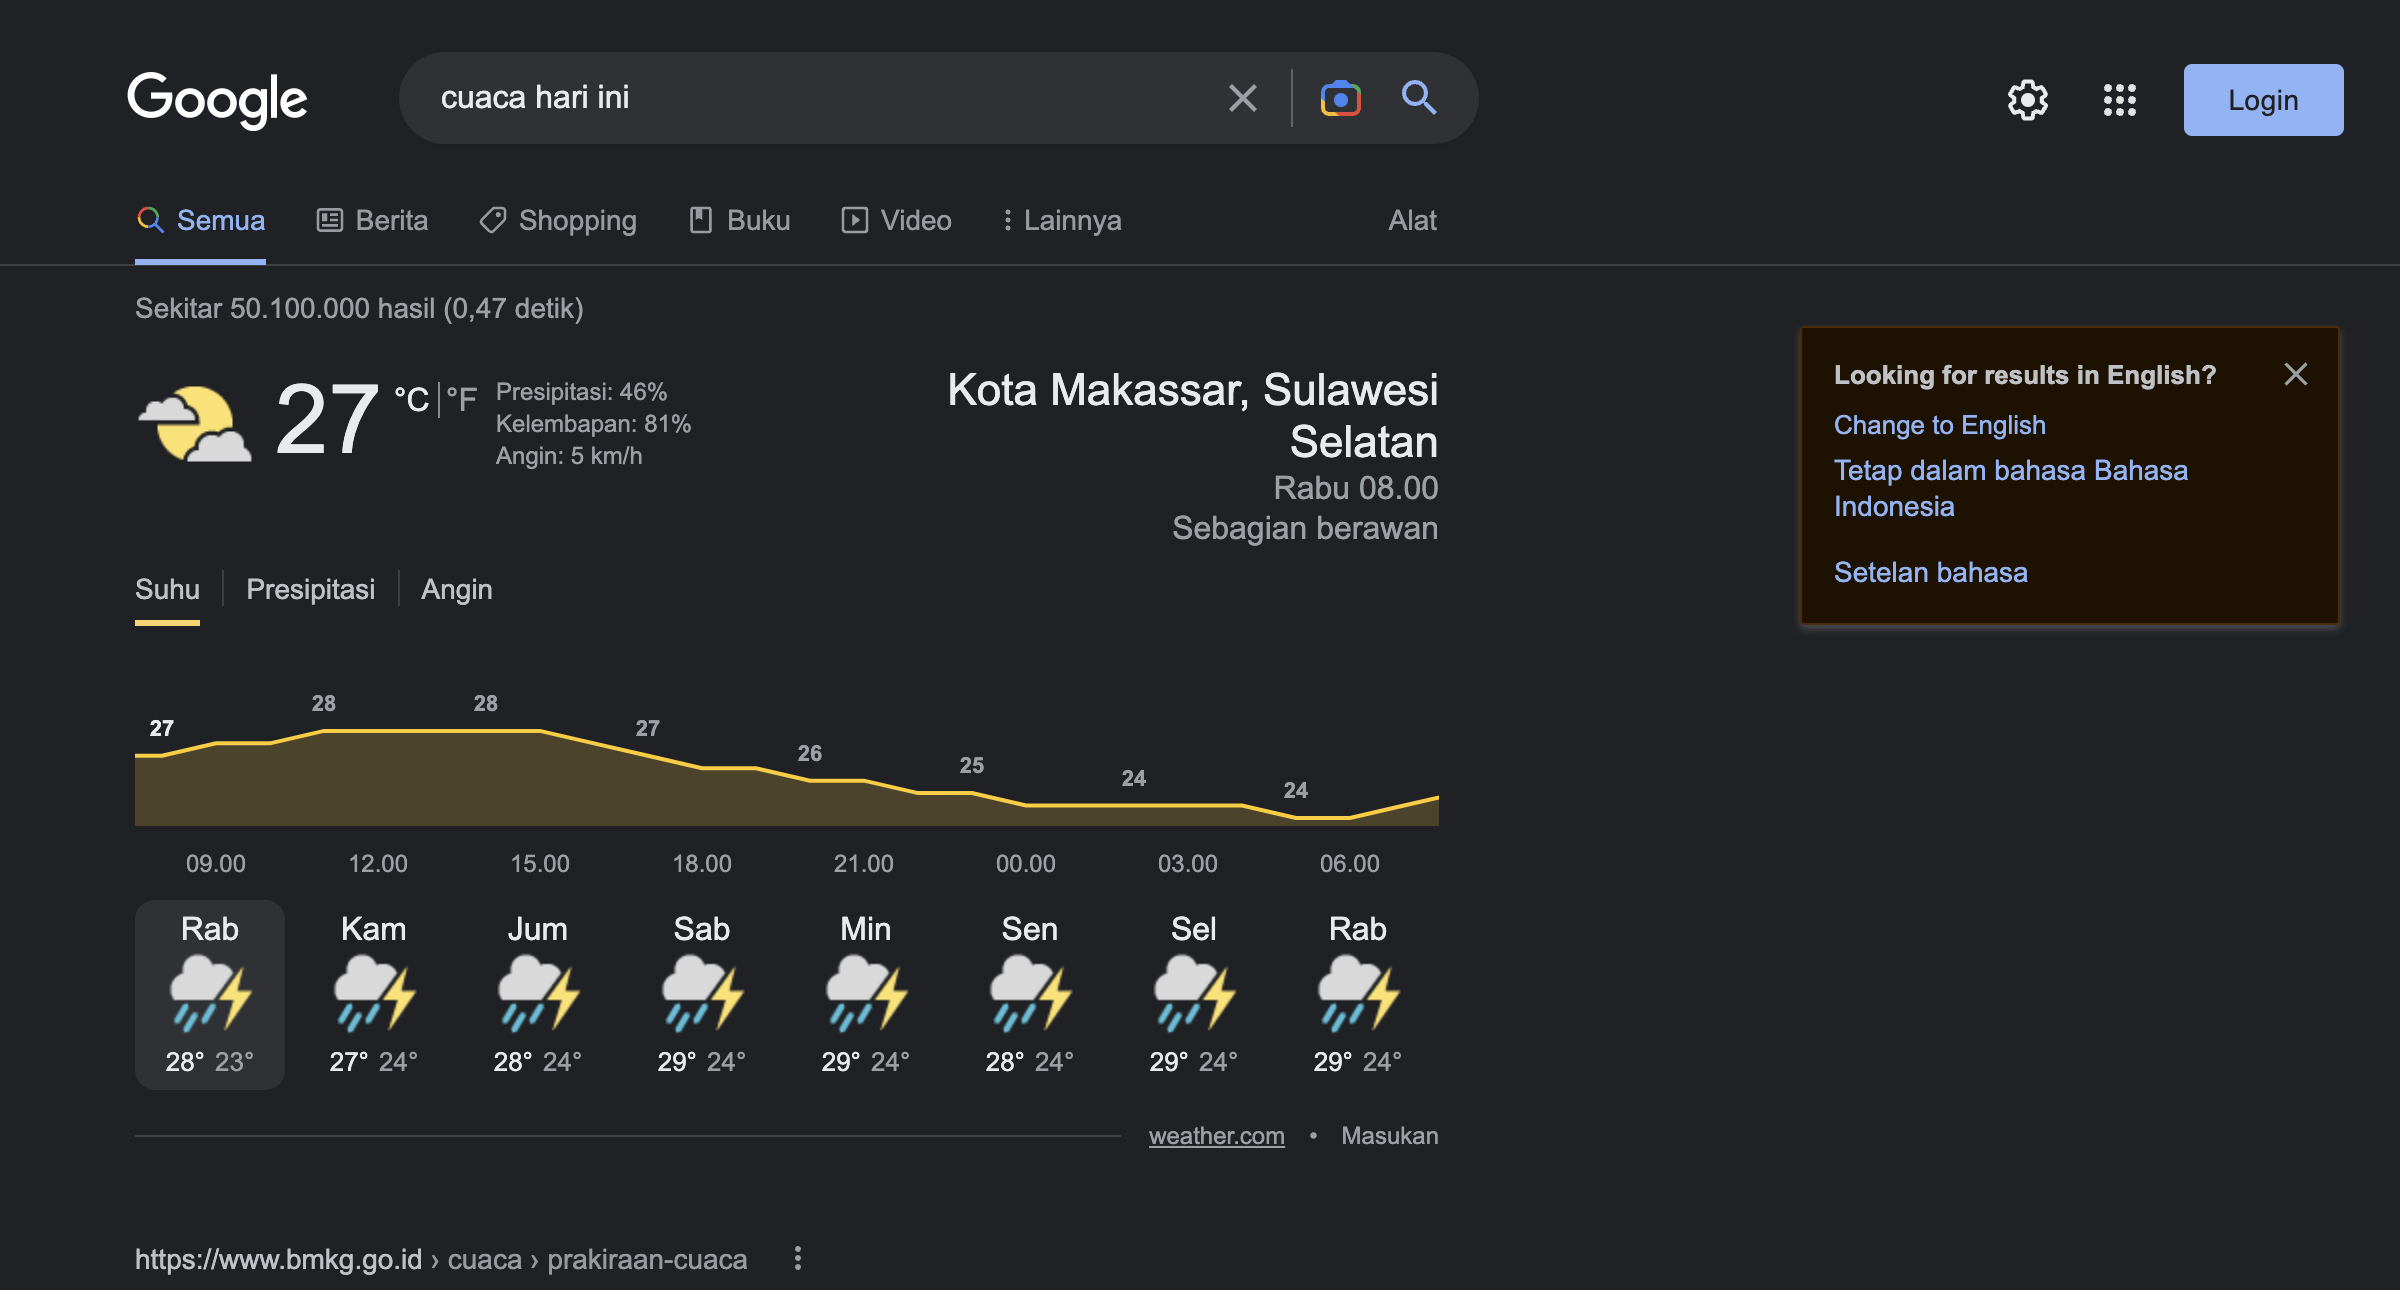 Google
cuaca hari ini
Login
Semua
Berita
Shopping
Buku
Video
Lainnya
Alat
Sekitar 50.100.000 hasil (0,47 detik)
27 °C | °F
Presipitasi: 46%
Kelembapan: 81%
Angin: 5 km/h
Kota Makassar, Sulawesi
Selatan
Rabu 08.00
Sebagian berawan
Looking for results in English?
Change to English
Tetap dalam bahasa Bahasa
Indonesia
Setelan bahasa
Suhu | Presipitasi | Angin
27 28 28 27 26 25 24 24
09.00 12.00 15.00 18.00 21.00 00.00 03.00 06.00
Rab Kam Jum Sab Min Sen Sel Rab
28° 23° 27° 24° 28° 24° 29° 24° 29° 24° 28° 24° 29° 24° 29° 24°
weather.com • Masukan
https://www.bmkg.go.id › cuaca › prakiraan-cuaca